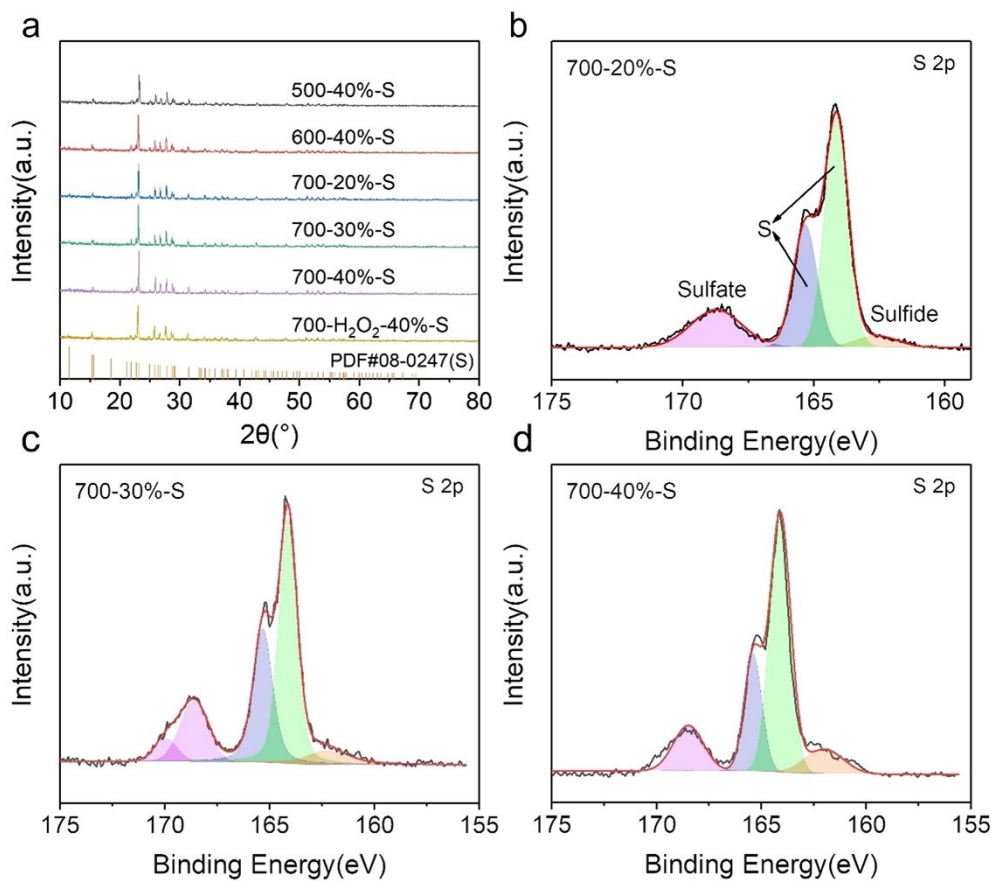 a
Intensity(a.u.)
500-40%-S
600-40%-S
700-20%-S
700-30%-S
700-40%-S
700-H₂O₂-40%-S
PDF#08-0247(S)
10 20 30 40 50 60 70 80
2θ(°)
b
Intensity(a.u.)
700-20%-S
S 2p
S
Sulfate
Sulfide
175 170 165 160
Binding Energy(eV)
c
Intensity(a.u.)
700-30%-S
S 2p
175 170 165 160 155
Binding Energy(eV)
d
Intensity(a.u.)
700-40%-S
S 2p
175 170 165 160 155
Binding Energy(eV)